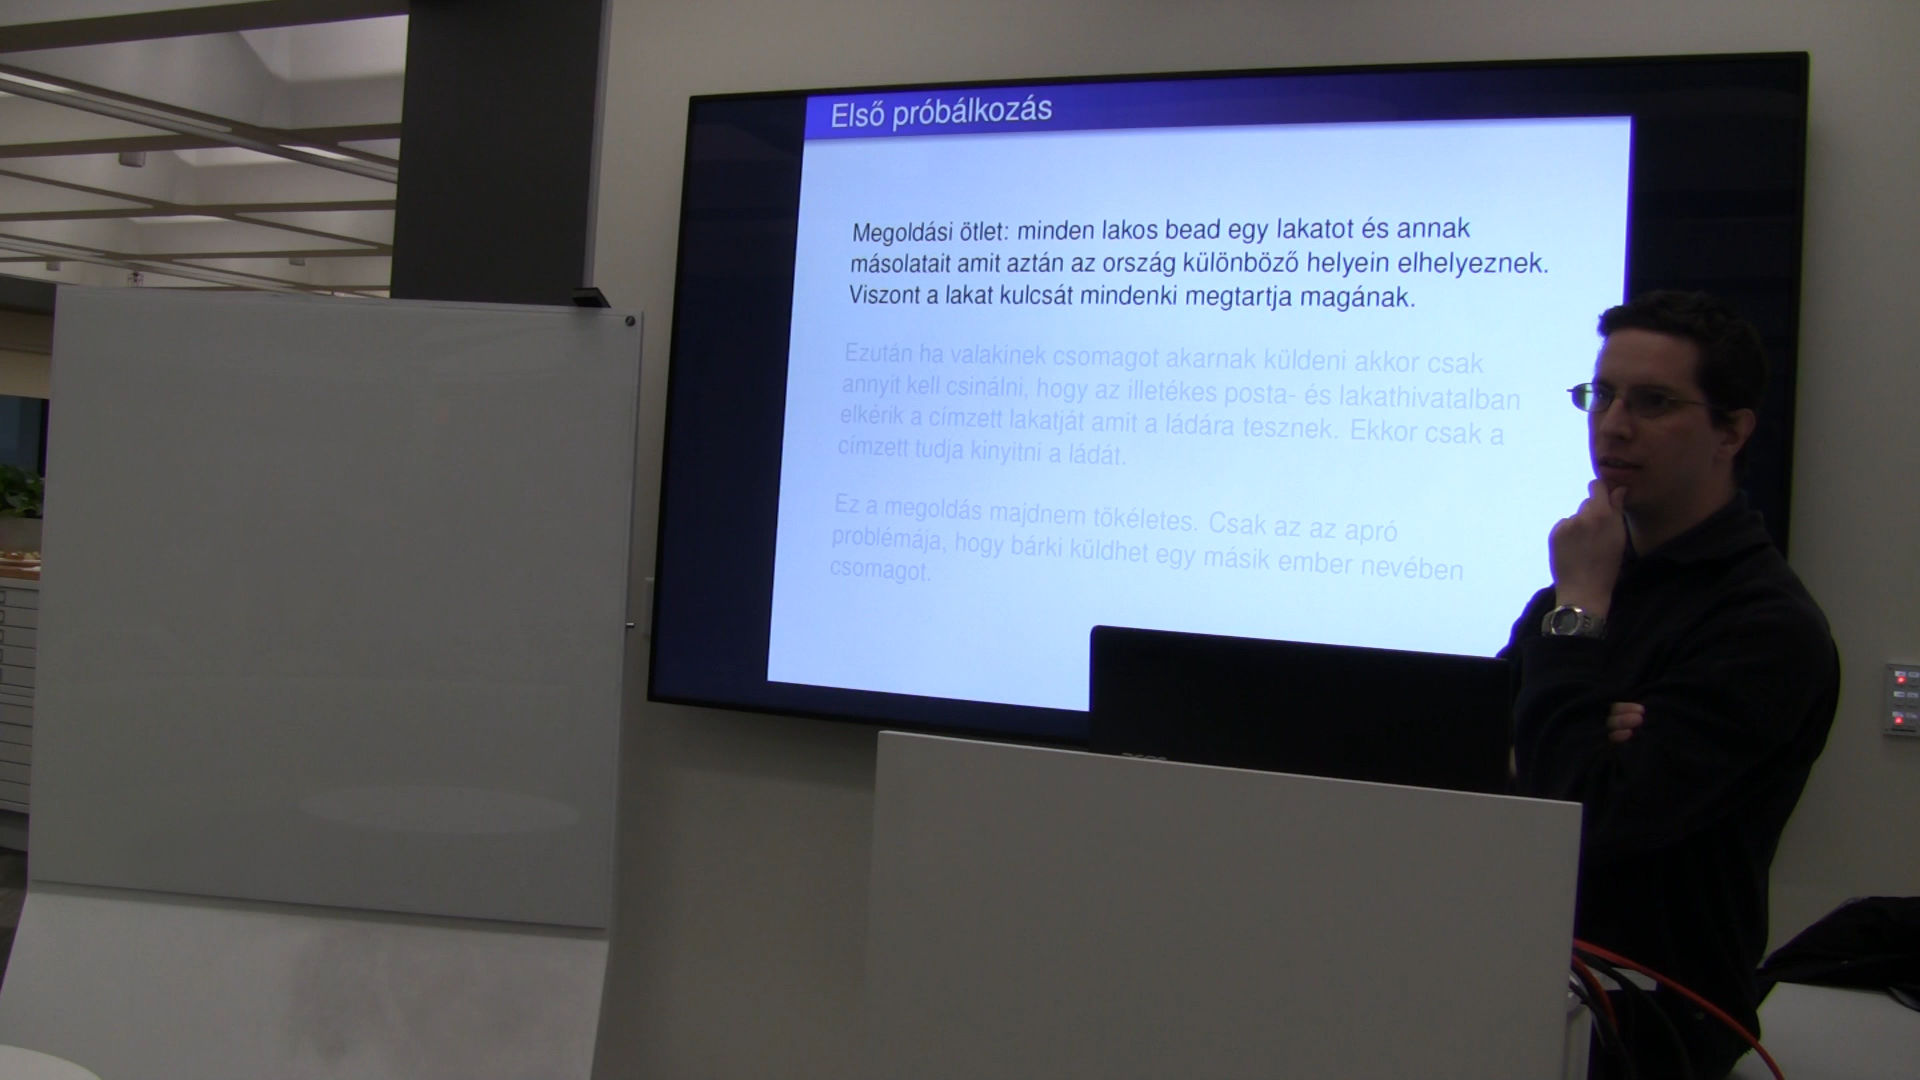 Első próbálkozás
Megoldási ötlet: minden lakos bead egy lakatot és annak
másolatait amit aztán az ország különböző helyein elhelyeznek.
Viszont a lakat kulcsát mindenki megtartja magának.
Ezután ha valakinek csomagot akarnak küldeni akkor csak
annyit kell csinálni, hogy az illetékes posta- és lakathivatalban
elkérik a címzett lakatját amit a ládára tesznek. Ekkor csak a
címzett tudja kinyitni a ládát.
Ez a megoldás majdnem tökéletes. Csak az az apró
problémája, hogy bárki küldhet egy másik ember nevében
csomagot.